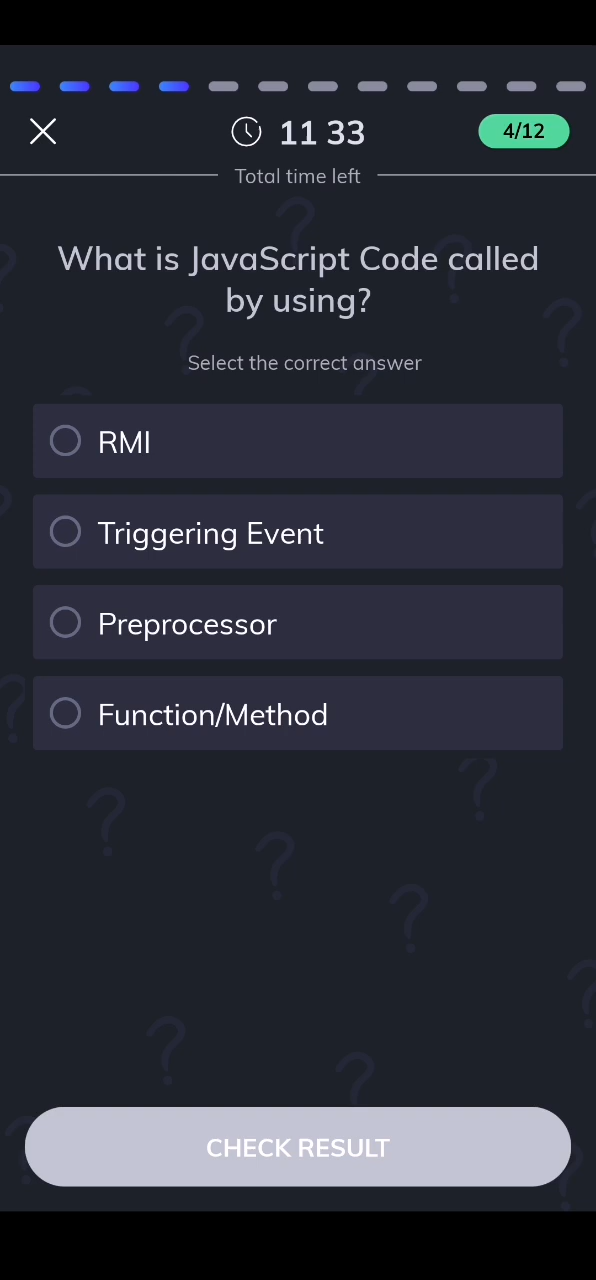 11 33
4/12
Total time left
What is JavaScript Code called
by using?
Select the correct answer
RMI
Triggering Event
Preprocessor
Function/Method
CHECK RESULT